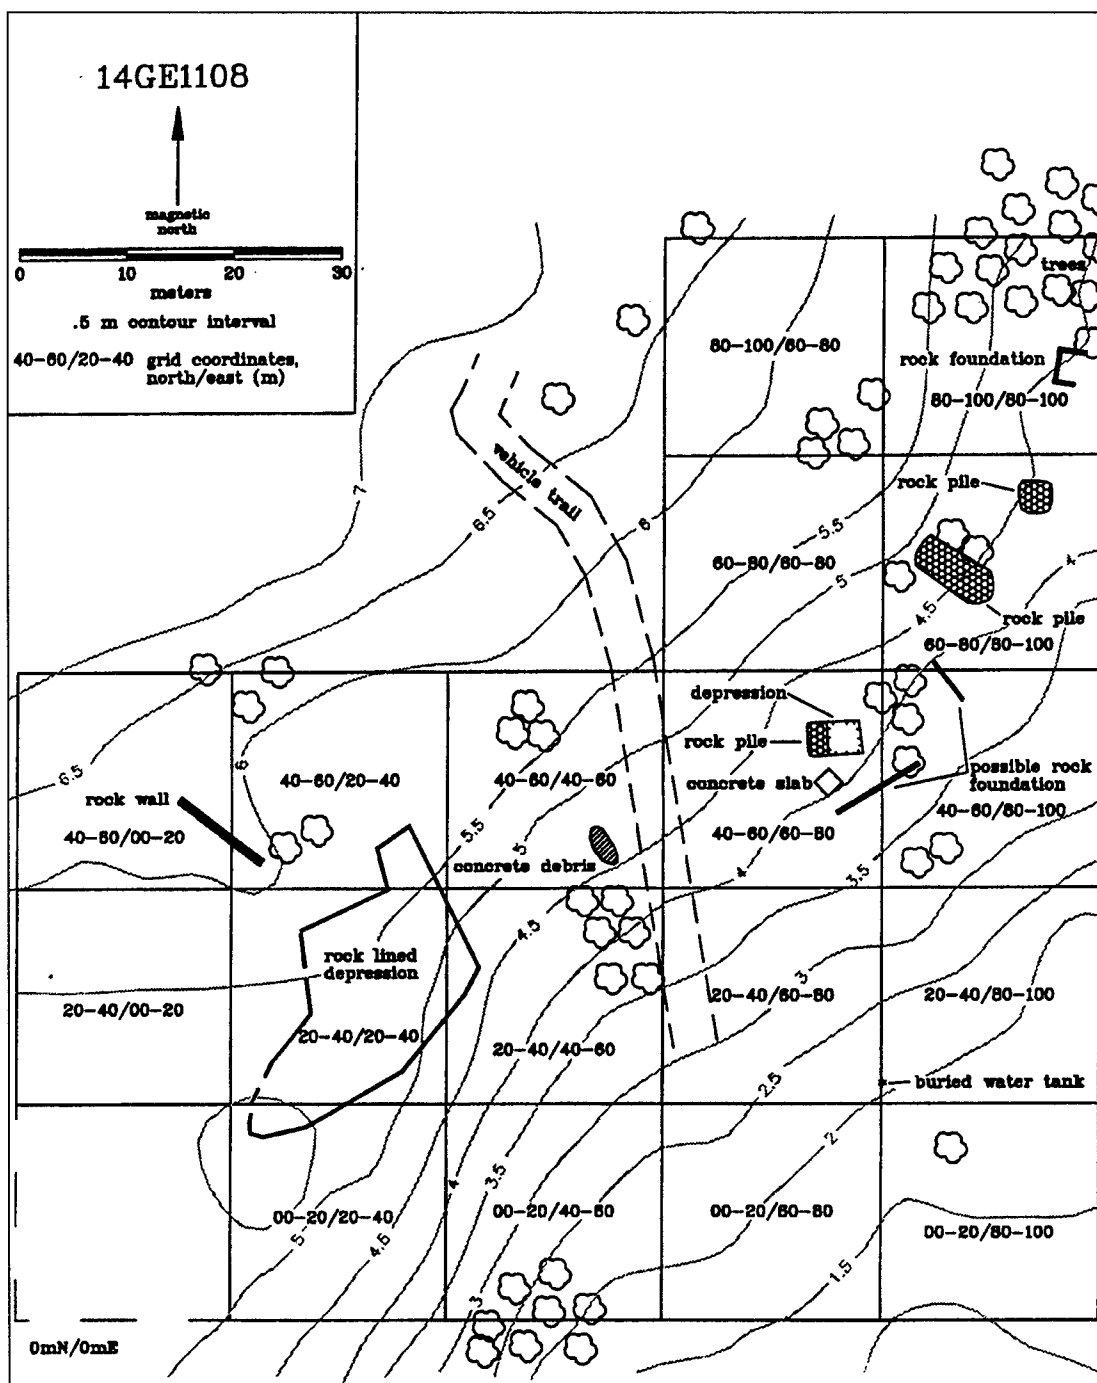 14GE1108
magnetic
north
0 10 20 30
meters
.5 m contour interval
40-60/20-40 grid coordinates,
north/east (m)
trees
80-100/60-80
rock foundation
80-100/80-100
vehicle trail
7
6.5
6
rock pile
5.5
60-80/60-80
5
4
4.5
rock pile
60-80/80-100
depression
rock pile
6.5
6
40-60/20-40
40-60/40-60
concrete slab
possible rock
foundation
rock wall
40-60/00-20
40-60/60-80
40-60/80-100
5.5
5
concrete debris
4
3.5
4.5
rock lined
depression
3
20-40/00-20
20-40/60-80
20-40/80-100
20-40/20-40
20-40/40-60
2.5
buried water tank
2
4
3.5
00-20/20-40
00-20/40-60
00-20/60-80
00-20/80-100
5
4.5
1.5
3
0mN/0mE